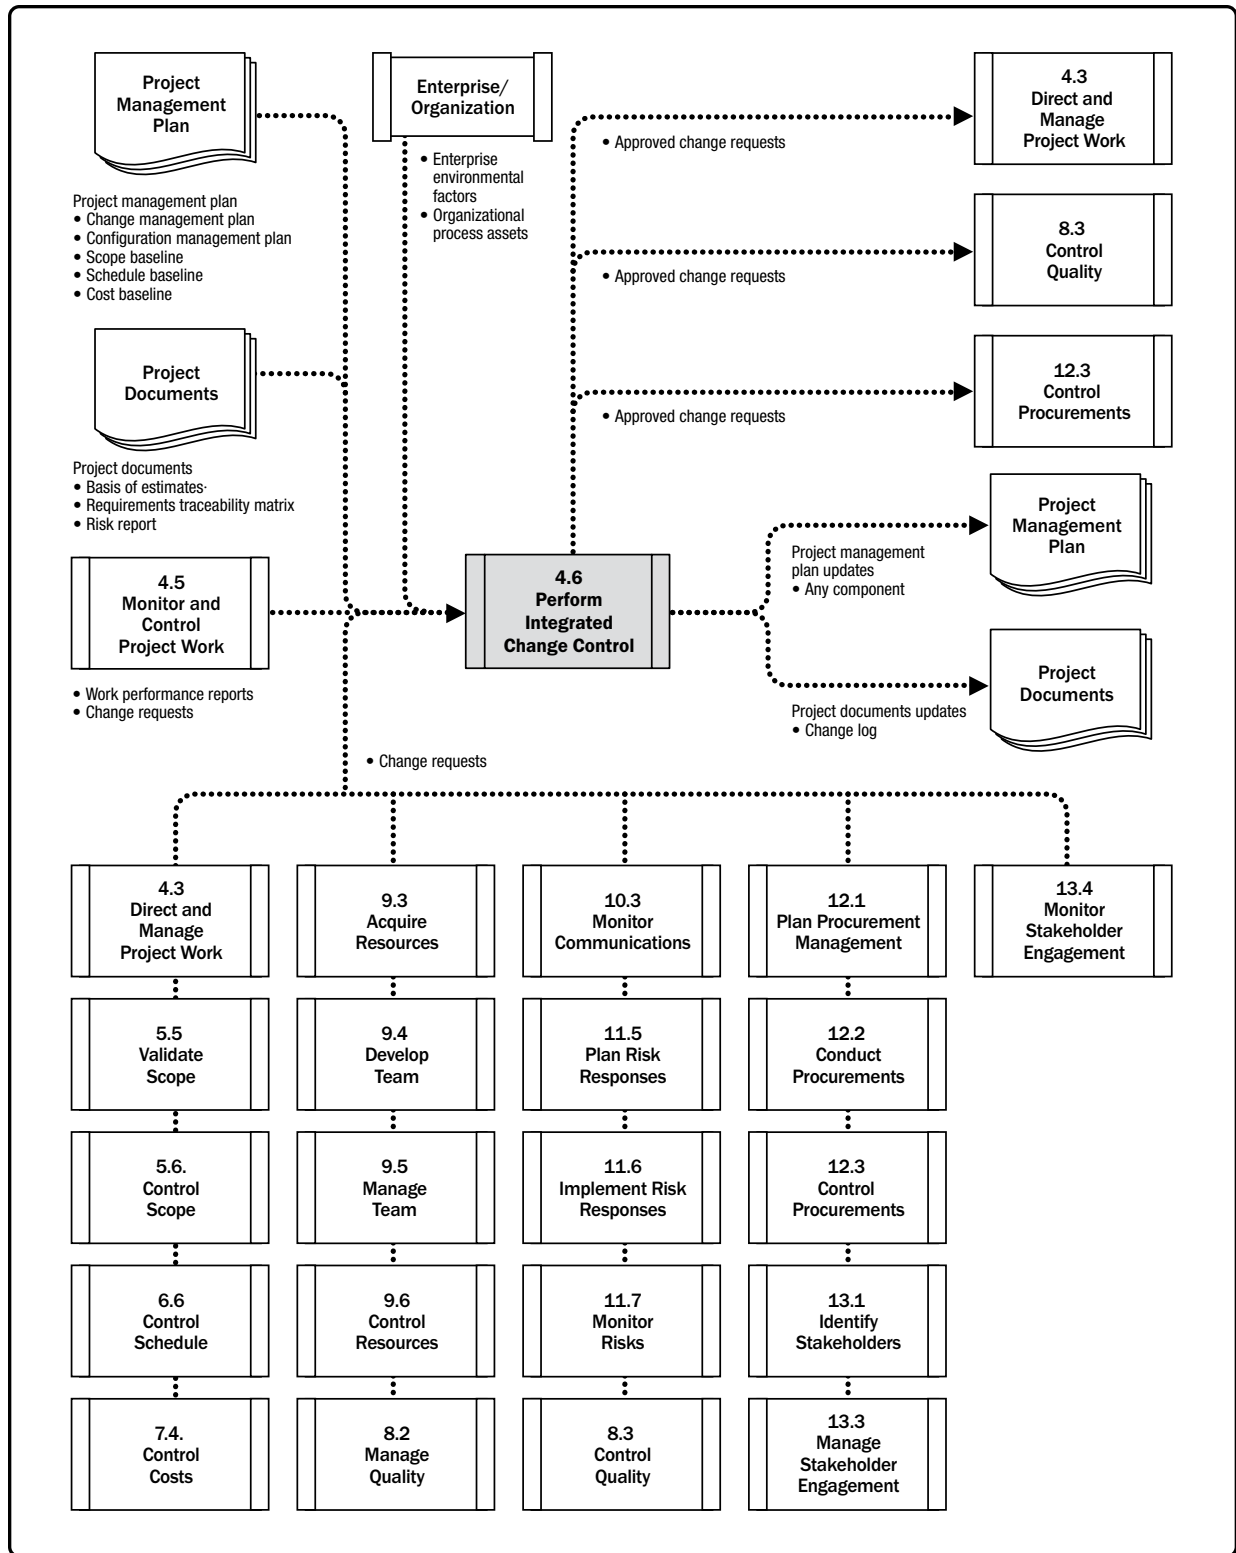 Project
Management
Plan
Project management plan
• Change management plan
• Configuration management plan
• Scope baseline
• Schedule baseline
• Cost baseline
Enterprise/
Organization
• Enterprise
environmental
factors
• Organizational
process assets
• Approved change requests
4.3
Direct and
Manage
Project Work
• Approved change requests
8.3
Control
Quality
• Approved change requests
12.3
Control
Procurements
Project
Documents
Project documents
• Basis of estimates·
• Requirements traceability matrix
• Risk report
4.5
Monitor and
Control
Project Work
• Work performance reports
• Change requests
4.6
Perform
Integrated
Change Control
Project management
plan updates
• Any component
Project
Management
Plan
Project documents updates
• Change log
Project
Documents
• Change requests
4.3
Direct and
Manage
Project Work
9.3
Acquire
Resources
10.3
Monitor
Communications
12.1
Plan Procurement
Management
13.4
Monitor
Stakeholder
Engagement
5.5
Validate
Scope
9.4
Develop
Team
11.5
Plan Risk
Responses
12.2
Conduct
Procurements
5.6.
Control
Scope
9.5
Manage
Team
11.6
Implement Risk
Responses
12.3
Control
Procurements
6.6
Control
Schedule
9.6
Control
Resources
11.7
Monitor
Risks
13.1
Identify
Stakeholders
7.4.
Control
Costs
8.2
Manage
Quality
8.3
Control
Quality
13.3
Manage
Stakeholder
Engagement